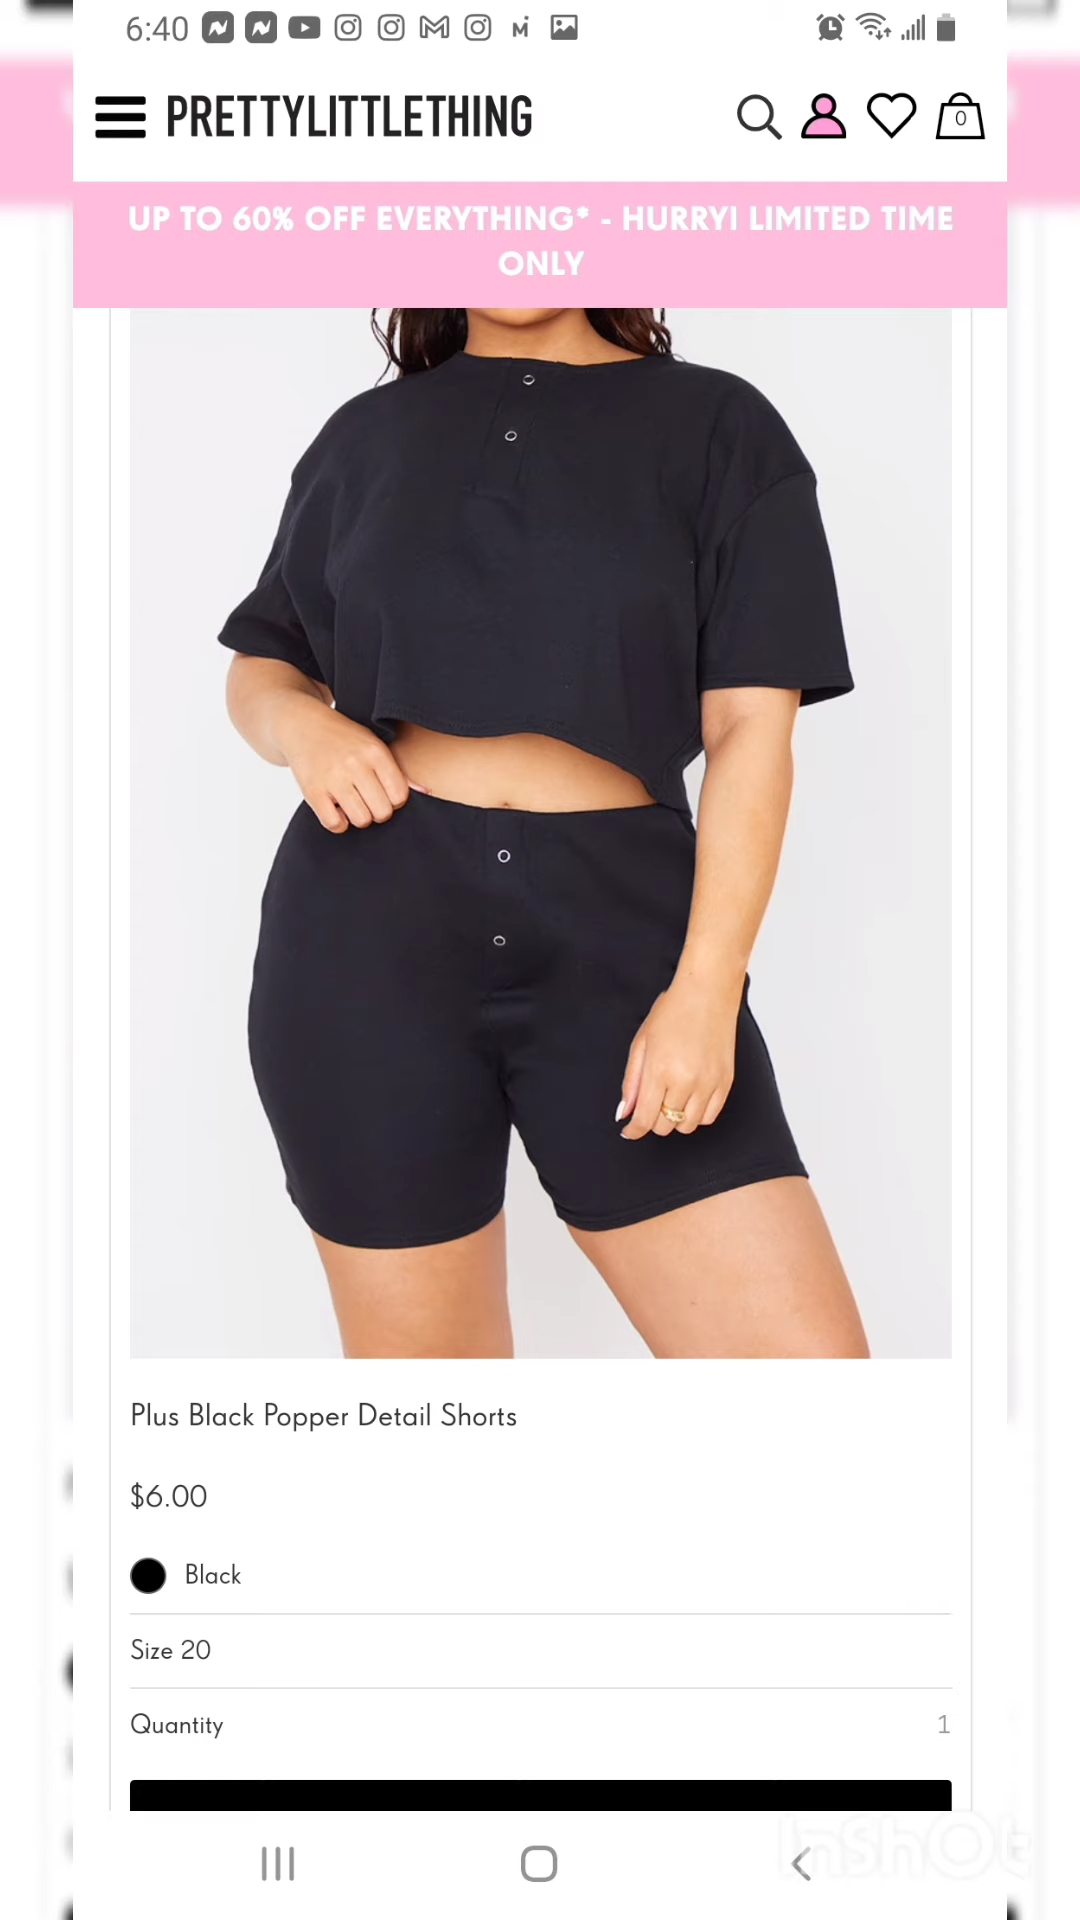 6:40
PRETTYLITTLETHING
0
UP TO 60% OFF EVERYTHING* - HURRY! LIMITED TIME
ONLY
Plus Black Popper Detail Shorts
$6.00
Black
Size 20
Quantity 1
InShOt